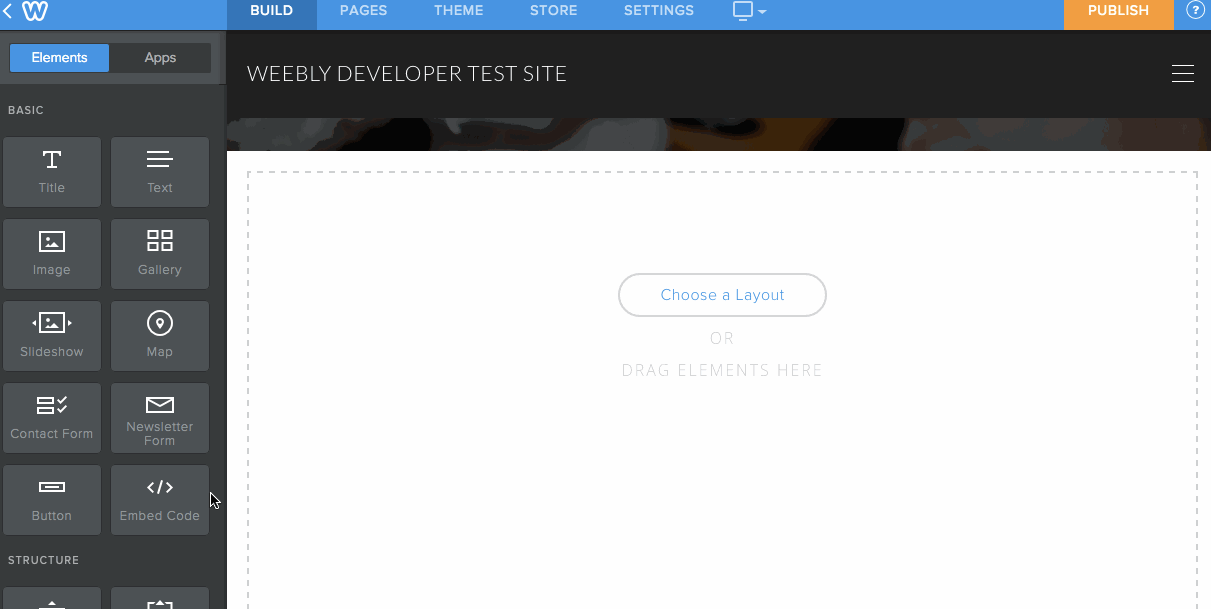 W BUILD PAGES THEME STORE SETTINGS PUBLISH ?
Elements Apps
WEEBLY DEVELOPER TEST SITE
BASIC
Title Text
Image Gallery
Slideshow Map
Contact Form Newsletter
Form
Button Embed Code
STRUCTURE
Choose a Layout
OR
DRAG ELEMENTS HERE